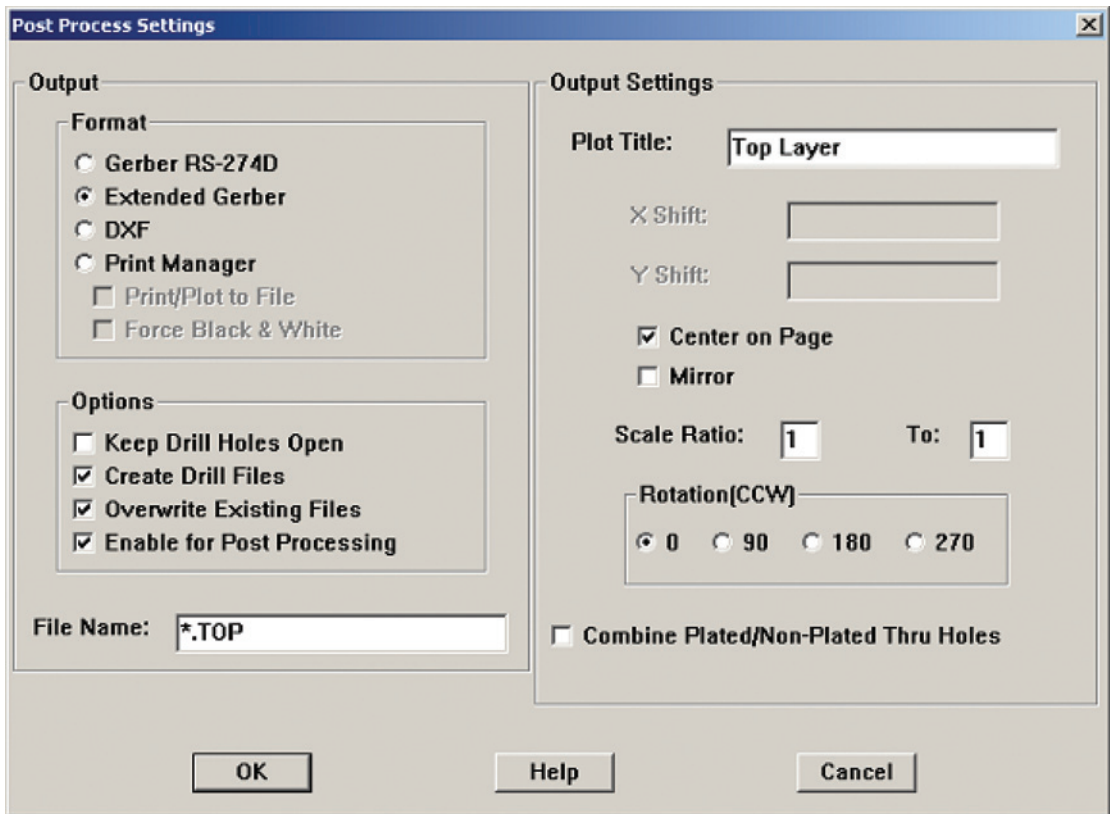 Post Process Settings
Output
Format
Gerber RS-274D
Extended Gerber
DXF
Print Manager
Print/Plot to File
Force Black & White
Options
Keep Drill Holes Open
Create Drill Files
Overwrite Existing Files
Enable for Post Processing
File Name: *.TOP
Output Settings
Plot Title: Top Layer
X Shift:
Y Shift:
Center on Page
Mirror
Scale Ratio: 1 To: 1
Rotation(CCW)
0 90 180 270
Combine Plated/Non-Plated Thru Holes
OK Help Cancel